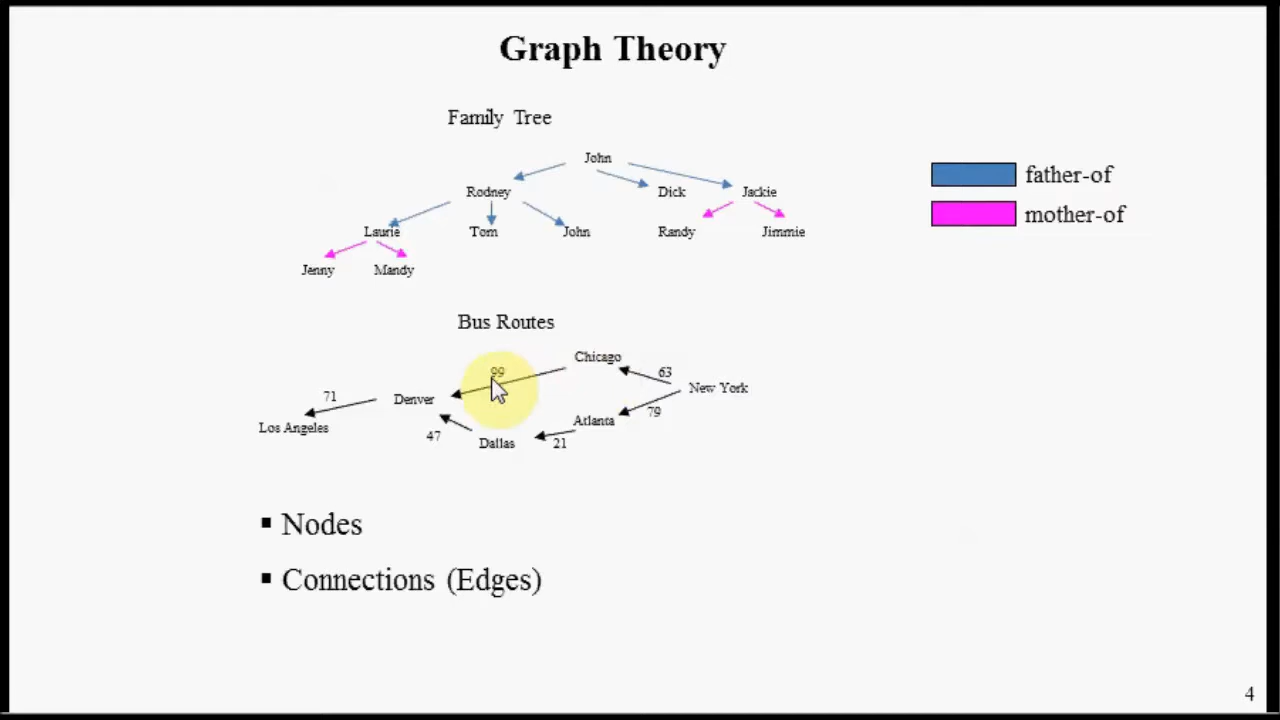 Graph Theory
Family Tree
John
Rodney Dick Jackie
Laurie Tom John Randy Jimmie
Jenny Mandy
father-of
mother-of
Bus Routes
Chicago
99 63
New York
71 Denver
Los Angeles
Atlanta 79
47 Dallas 21
▪ Nodes
▪ Connections (Edges)
4